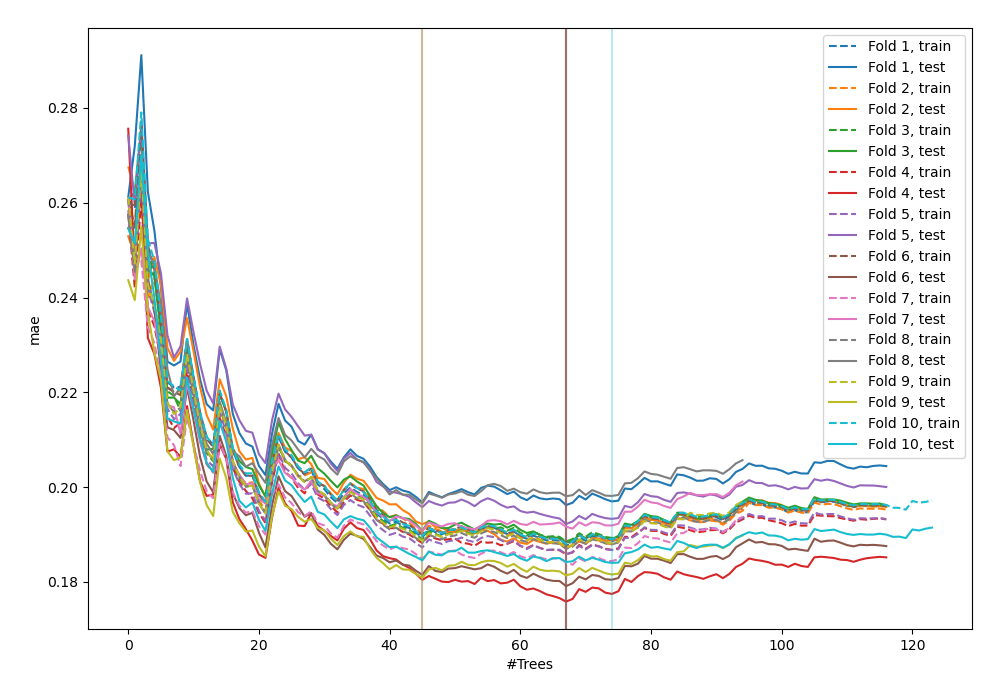 0.28
0.26
0.24
0.22
0.20
0.18
mae
0
20
40
60
80
100
120
#Trees
Fold 1, train
Fold 1, test
Fold 2, train
Fold 2, test
Fold 3, train
Fold 3, test
Fold 4, train
Fold 4, test
Fold 5, train
Fold 5, test
Fold 6, train
Fold 6, test
Fold 7, train
Fold 7, test
Fold 8, train
Fold 8, test
Fold 9, train
Fold 9, test
Fold 10, train
Fold 10, test